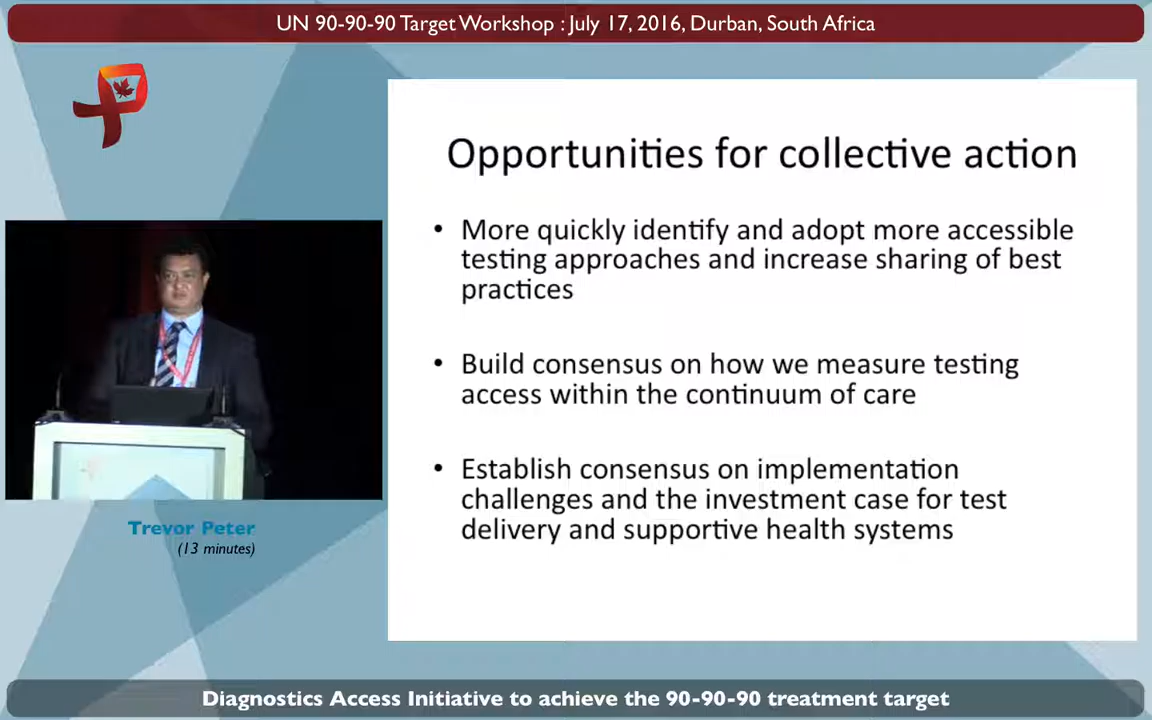 UN 90-90-90 Target Workshop : July 17, 2016, Durban, South Africa
Opportunities for collective action
• More quickly identify and adopt more accessible
testing approaches and increase sharing of best
practices
• Build consensus on how we measure testing
access within the continuum of care
• Establish consensus on implementation
challenges and the investment case for test
delivery and supportive health systems
Trevor Peter
(13 minutes)
Diagnostics Access Initiative to achieve the 90-90-90 treatment target